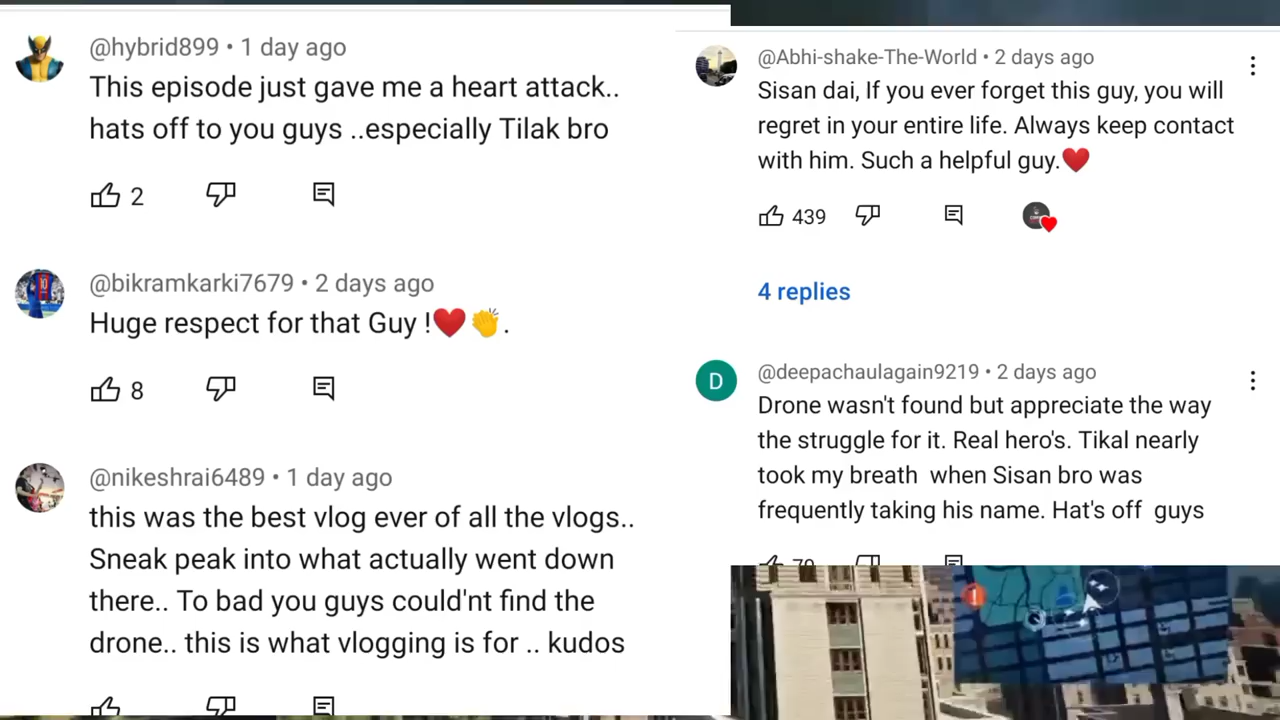 @hybrid899 • 1 day ago
This episode just gave me a heart attack..
hats off to you guys ..especially Tilak bro
2
@bikramkarki7679 • 2 days ago
Huge respect for that Guy !❤️👏.
8
@nikeshrai6489 • 1 day ago
this was the best vlog ever of all the vlogs..
Sneak peak into what actually went down
there.. To bad you guys could'nt find the
drone.. this is what vlogging is for .. kudos
@Abhi-shake-The-World • 2 days ago
Sisan dai, If you ever forget this guy, you will
regret in your entire life. Always keep contact
with him. Such a helpful guy.❤️
439
4 replies
D
@deepachaulagain9219 • 2 days ago
Drone wasn't found but appreciate the way
the struggle for it. Real hero's. Tikal nearly
took my breath when Sisan bro was
frequently taking his name. Hat's off guys